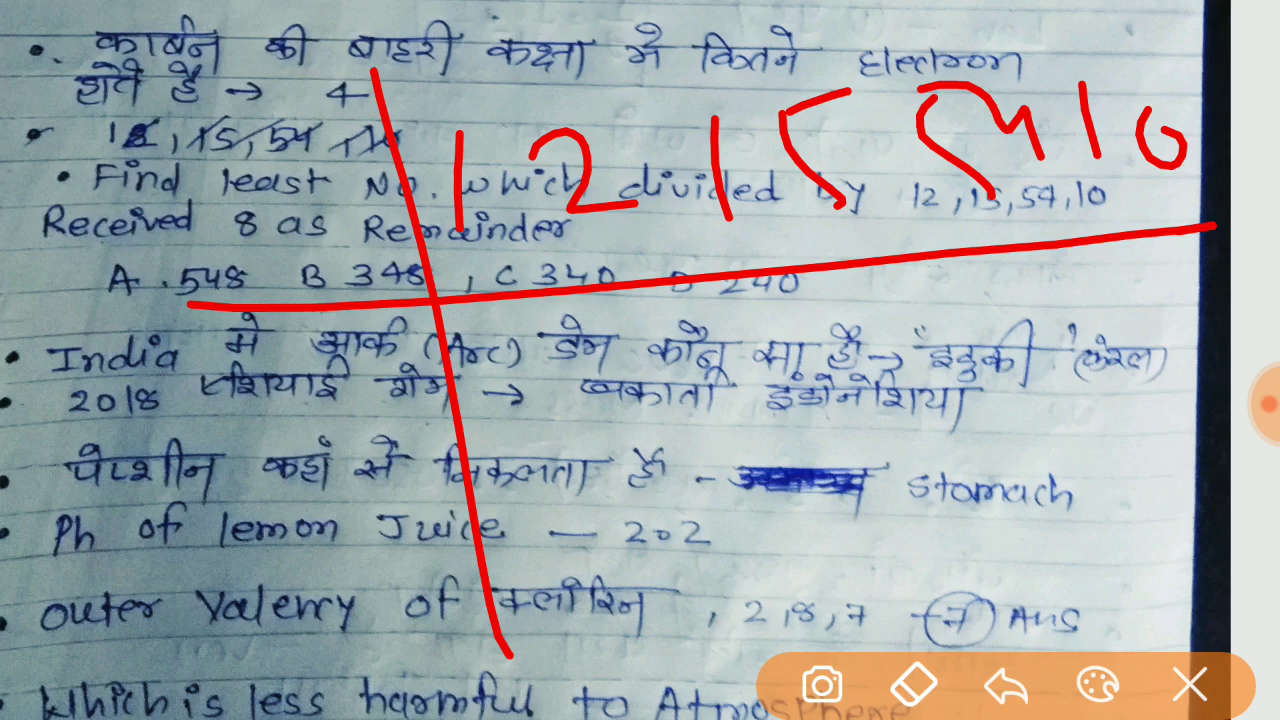 कार्बन की बाहरी कक्षा मे कितने Electron
होते है → 4
12, 15, 54, 10
Find least No. which divided by 12, 15, 54, 10
12 15 54 10
Received 8 as Remainder
A. 548 B 348, C 340 D 240
India मे आर्क (Arc) डेम कौन सा है → इडुकी (केरल)
2018 एशियाई गेम → जकार्ता इंडोनेशिया
पेप्शीन कहाँ से निकलता है - stomach
Ph of lemon Juice — 2.2
outer Valency of क्लोरिन, 2,8,7 7 Ans
Which is less harmful to Atmosphere